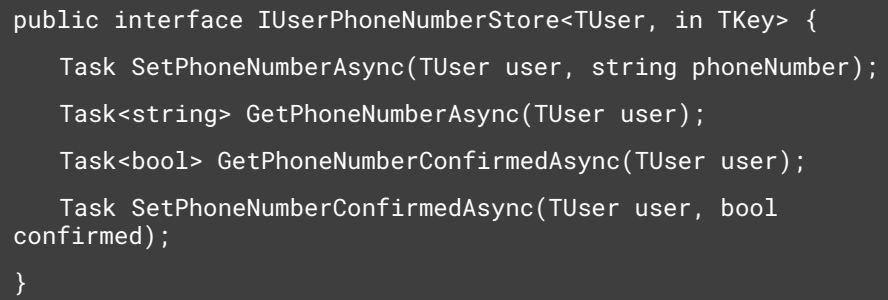 public interface IUserPhoneNumberStore<TUser, in TKey> {
Task SetPhoneNumberAsync(TUser user, string phoneNumber);
Task<string> GetPhoneNumberAsync(TUser user);
Task<bool> GetPhoneNumberConfirmedAsync(TUser user);
Task SetPhoneNumberConfirmedAsync(TUser user, bool
confirmed);
}